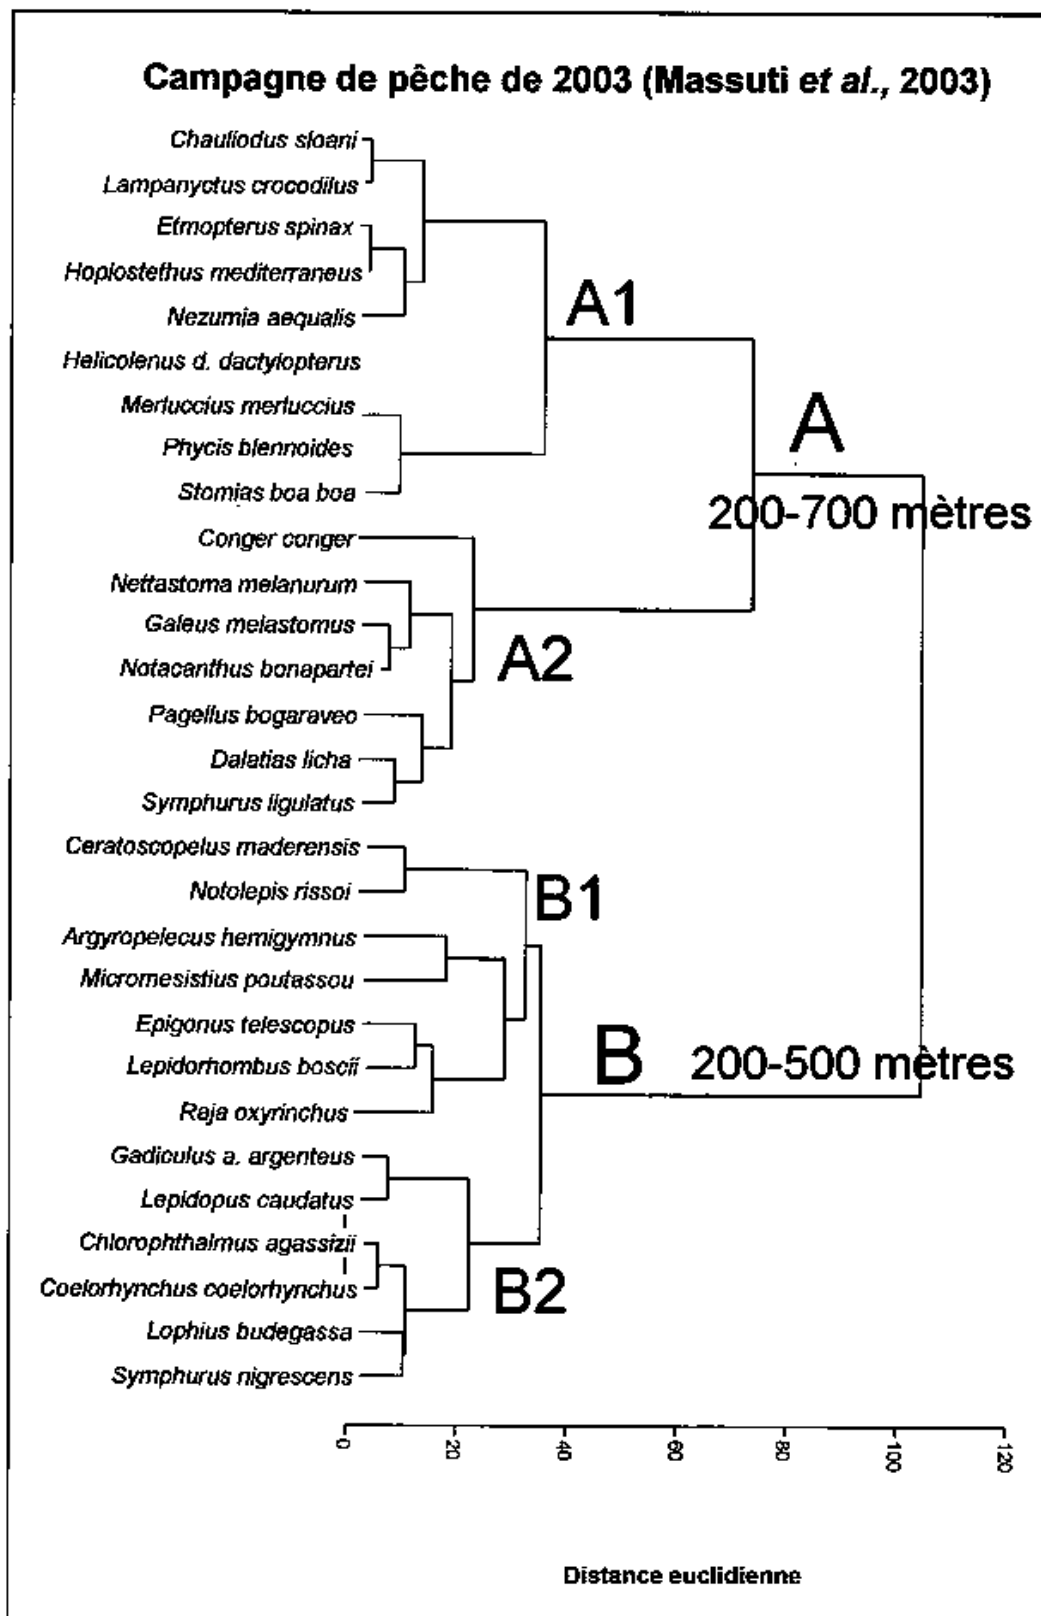 Campagne de pêche de 2003 (Massuti et al., 2003)
Chauliodus sloani
Lampanyctus crocodilus
Etmopterus spinax
Hoplostethus mediterraneus
Nezumia aequalis
A1
Helicolenus d. dactylopterus
Merluccius merluccius
A
Phycis blennoides
Stomias boa boa
200-700 mètres
Conger conger
Nettastoma melanurum
Galeus melastomus
A2
Notacanthus bonapartei
Pagellus bogaraveo
Dalatias licha
Symphurus ligulatus
Ceratoscopelus maderensis
B1
Notolepis rissoi
Argyropelecus hemigymnus
Micromesistius poutassou
Epigonus telescopus
B
200-500 mètres
Lepidorhombus boscii
Raja oxyrinchus
Gadiculus a. argenteus
Lepidopus caudatus
Chlorophthalmus agassizii
Coelorhynchus coelorhynchus
B2
Lophius budegassa
Symphurus nigrescens
0 20 40 60 80 100 120
Distance euclidienne